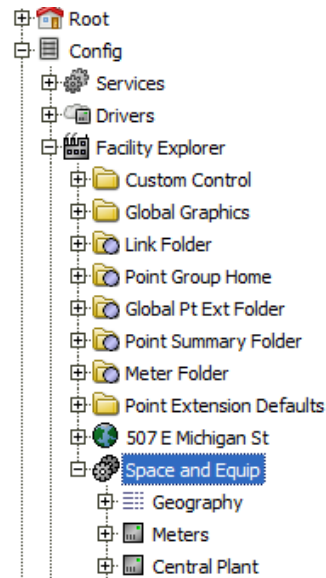 Root
Config
Services
Drivers
Facility Explorer
Custom Control
Global Graphics
Link Folder
Point Group Home
Global Pt Ext Folder
Point Summary Folder
Meter Folder
Point Extension Defaults
507 E Michigan St
Space and Equip
Geography
Meters
Central Plant